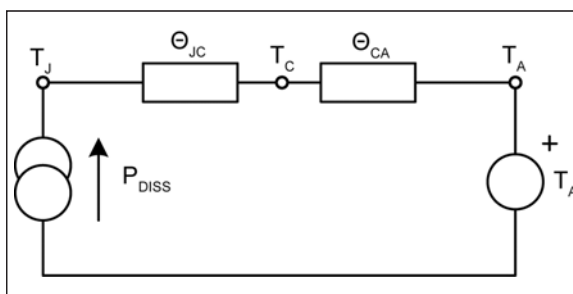 T_J
Θ_JC
T_C
Θ_CA
T_A
P_DISS
+
T_A